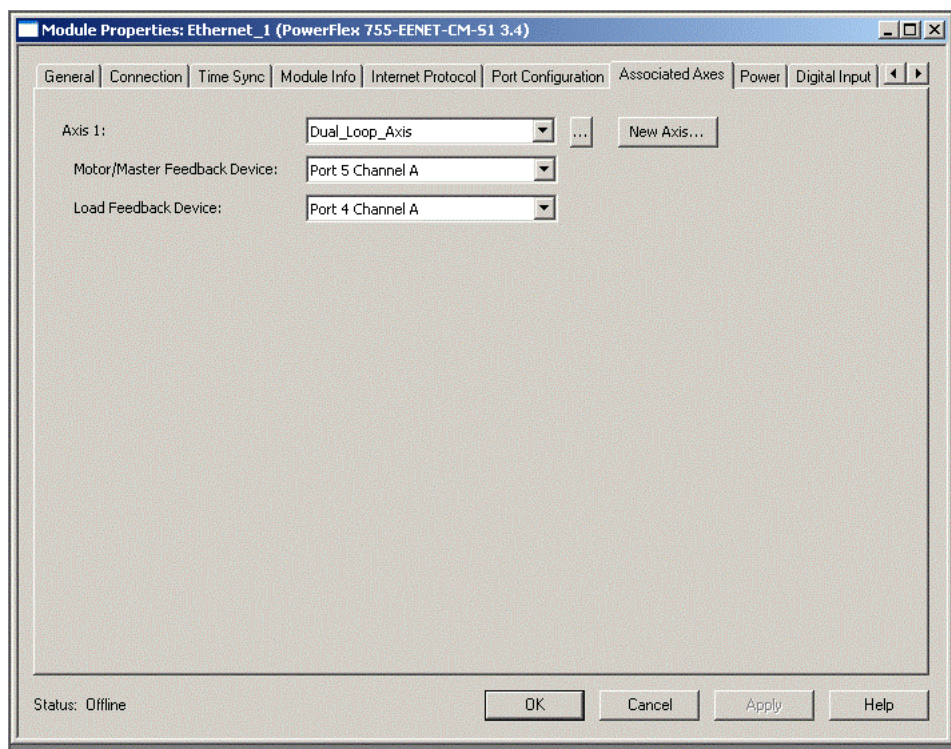 Module Properties: Ethernet_1 (PowerFlex 755-EENET-CM-S1 3.4)
General Connection Time Sync Module Info Internet Protocol Port Configuration Associated Axes Power Digital Input
Axis 1: Dual_Loop_Axis ... New Axis...
Motor/Master Feedback Device: Port 5 Channel A
Load Feedback Device: Port 4 Channel A
Status: Offline OK Cancel Apply Help